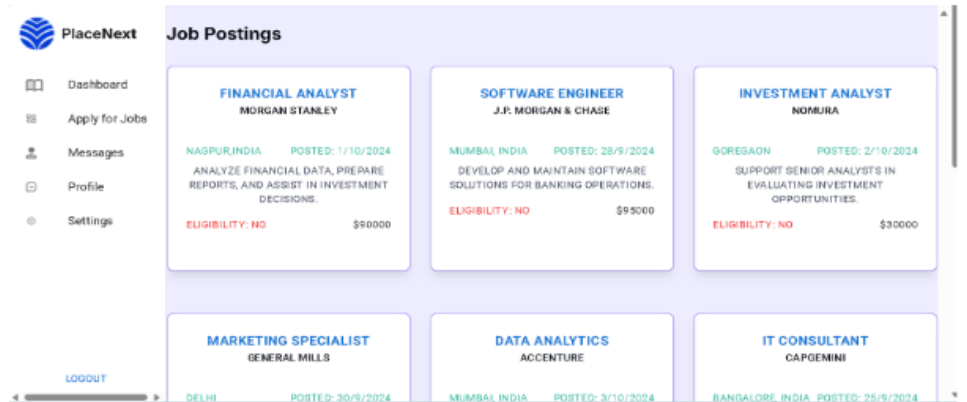 PlaceNext
Dashboard
Apply for Jobs
Messages
Profile
Settings
LOGOUT
Job Postings
FINANCIAL ANALYST
MORGAN STANLEY
NAGPUR,INDIA POSTED: 1/10/2024
ANALYZE FINANCIAL DATA, PREPARE
REPORTS, AND ASSIST IN INVESTMENT
DECISIONS.
ELIGIBILITY: NO $90000
SOFTWARE ENGINEER
J.P. MORGAN & CHASE
MUMBAI, INDIA POSTED: 28/9/2024
DEVELOP AND MAINTAIN SOFTWARE
SOLUTIONS FOR BANKING OPERATIONS.
ELIGIBILITY: NO $95000
INVESTMENT ANALYST
NOMURA
GOREGAON POSTED: 2/10/2024
SUPPORT SENIOR ANALYSTS IN
EVALUATING INVESTMENT
OPPORTUNITIES.
ELIGIBILITY: NO $30000
MARKETING SPECIALIST
GENERAL MILLS
DELHI POSTED: 30/9/2024
DATA ANALYTICS
ACCENTURE
MUMBAI, INDIA POSTED: 3/10/2024
IT CONSULTANT
CAPGEMINI
BANGALORE, INDIA POSTED: 25/9/2024